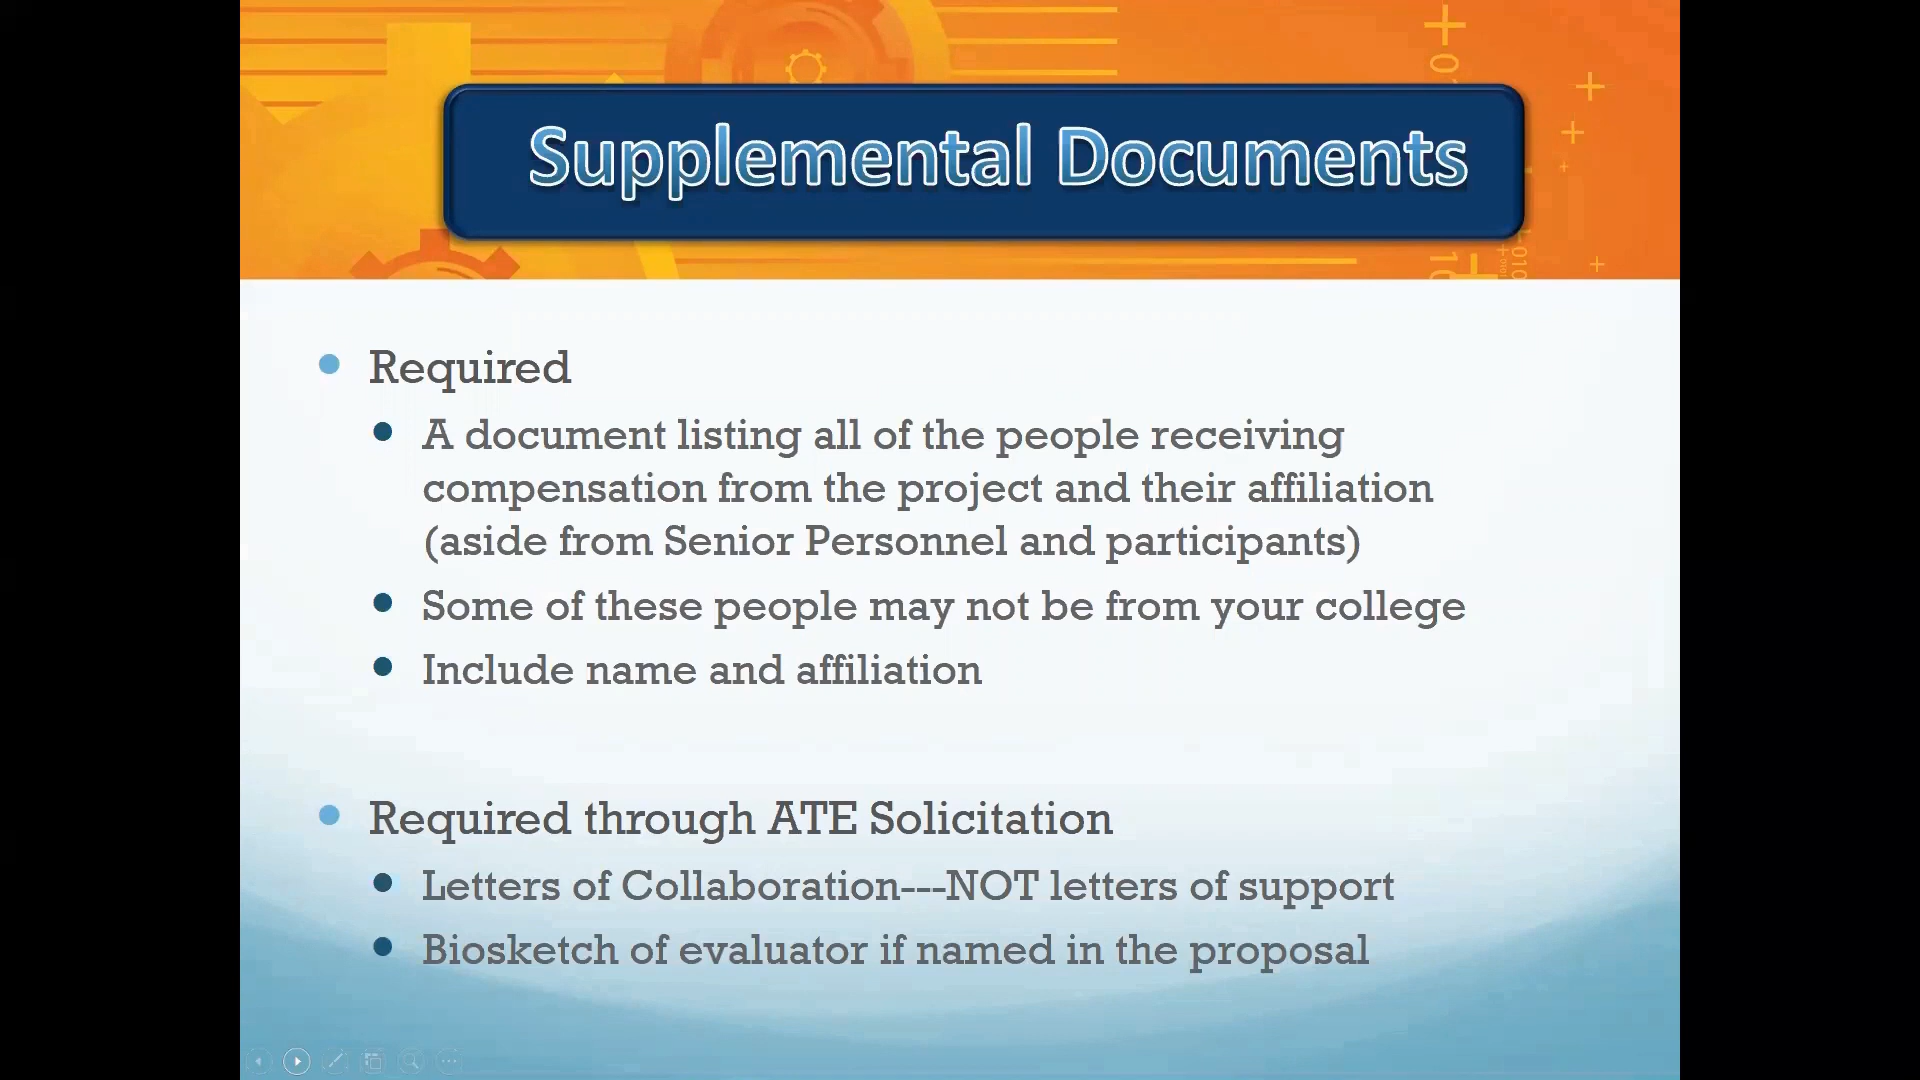 Supplemental Documents
Required
A document listing all of the people receiving
compensation from the project and their affiliation
(aside from Senior Personnel and participants)
Some of these people may not be from your college
Include name and affiliation
Required through ATE Solicitation
Letters of Collaboration---NOT letters of support
Biosketch of evaluator if named in the proposal